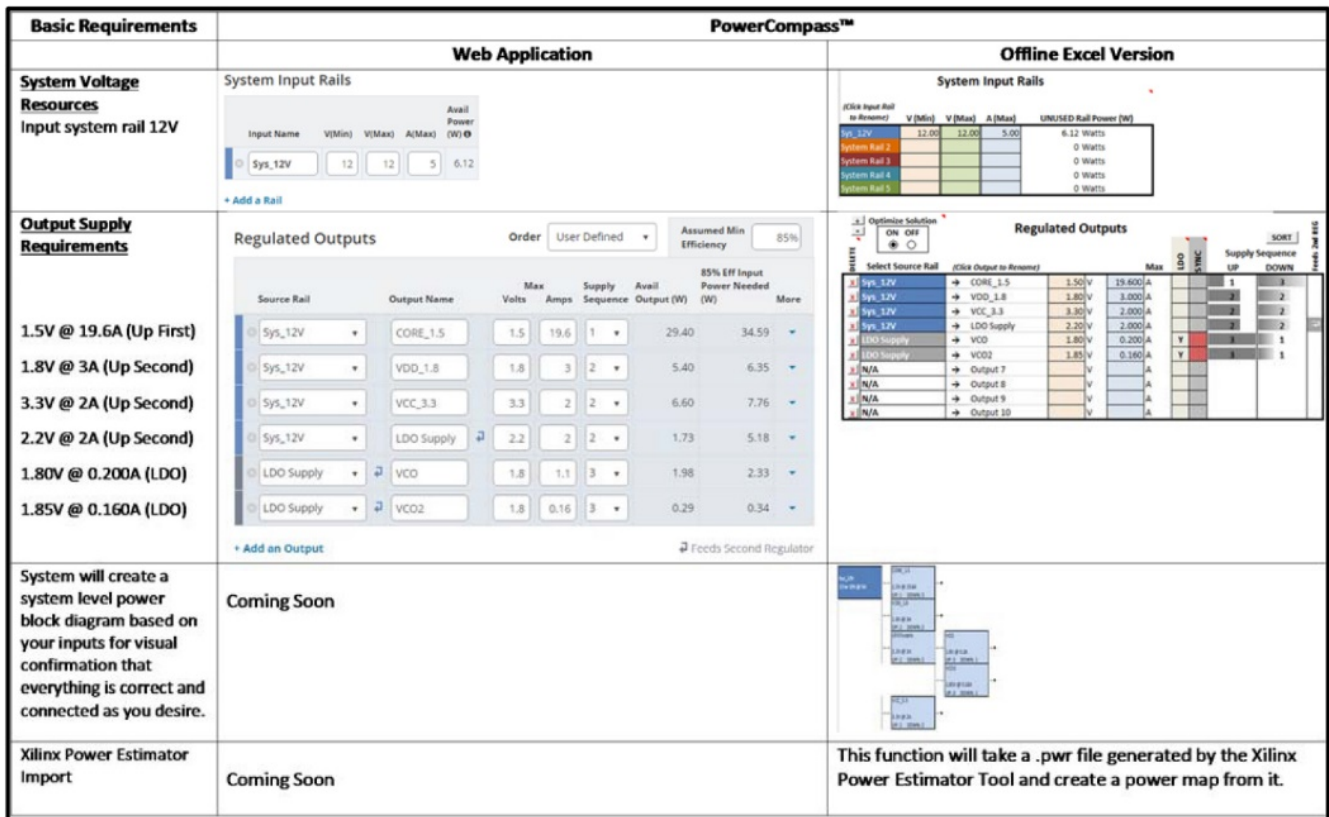 Basic Requirements
PowerCompass™
Web Application
Offline Excel Version
System Voltage
Resources
Input system rail 12V
System Input Rails
Input Name V(Min) V(Max) A(Max) Avail Power (W)
Sys_12V 12 12 5 6.12
+ Add a Rail
System Input Rails
(Click Input Rail to Rename) V (Min) V (Max) A (Max) UNUSED Rail Power (W)
Sys_12V 12.00 12.00 5.00 6.12 Watts
System Rail 2 0 Watts
System Rail 3 0 Watts
System Rail 4 0 Watts
System Rail 5 0 Watts
Output Supply
Requirements
1.5V @ 19.6A (Up First)
1.8V @ 3A (Up Second)
3.3V @ 2A (Up Second)
2.2V @ 2A (Up Second)
1.80V @ 0.200A (LDO)
1.85V @ 0.160A (LDO)
Regulated Outputs Order User Defined Assumed Min Efficiency 85%
Source Rail Output Name Volts Max Amps Supply Sequence Avail Output (W) 85% Eff Input Power Needed (W) More
Sys_12V CORE_1.5 1.5 19.6 1 29.40 34.59
Sys_12V VDD_1.8 1.8 3 2 5.40 6.35
Sys_12V VCC_3.3 3.3 2 2 6.60 7.76
Sys_12V LDO Supply 2.2 2 2 1.73 5.18
LDO Supply VCO 1.8 1.1 3 1.98 2.33
LDO Supply VCO2 1.8 0.16 3 0.29 0.34
+ Add an Output
Feeds Second Regulator
Optimize Solution
ON OFF
Regulated Outputs
SORT
DELETE Select Source Rail (Click Output to Rename) Max LDO SYNC Supply Sequence UP DOWN Feeds 2nd REG
x Sys_12V → CORE_1.5 1.50 V 19.600 A 1 3
x Sys_12V → VDD_1.8 1.80 V 3.000 A 2 2
x Sys_12V → VCC_3.3 3.30 V 2.000 A 2 2
x Sys_12V → LDO Supply 2.20 V 2.000 A 2 2
x LDO Supply → VCO 1.80 V 0.200 A Y 3 1
x LDO Supply → VCO2 1.85 V 0.160 A Y 3 1
x N/A → Output 7 V A
x N/A → Output 8 V A
x N/A → Output 9 V A
x N/A → Output 10 V A
System will create a
system level power
block diagram based on
your inputs for visual
confirmation that
everything is correct and
connected as you desire.
Coming Soon
Xilinx Power Estimator
Import
Coming Soon
This function will take a .pwr file generated by the Xilinx
Power Estimator Tool and create a power map from it.